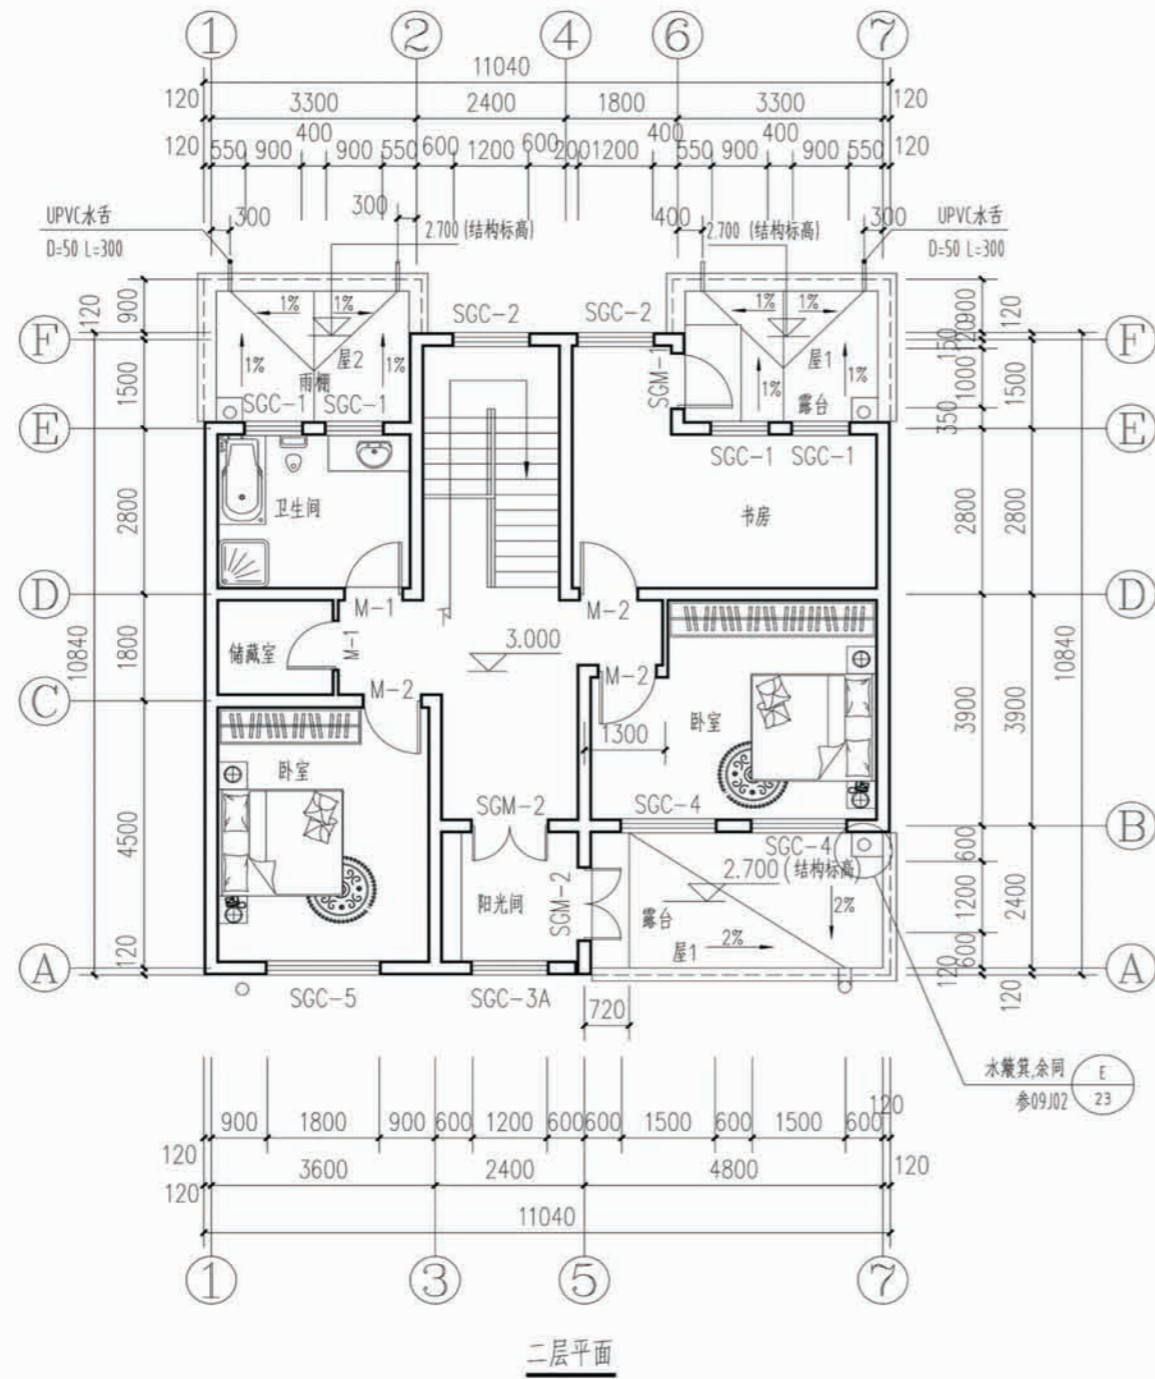 1 2 4 6 7
11040
120 3300 2400 1800 3300 120
400 400 400
120 550 900 900 550 600 1200 600 200 1200 550 900 900 550 120
300 300 400 300
UPVC水舌 2.700 (结构标高) 2.700 (结构标高) UPVC水舌
D=50 L=300 D=50 L=300
1% 1% 1% 1%
900 120 SGC-2 SGC-2 900 120
F 屋2 屋1 120 F
150
1% 雨棚 1% SGM-1 1% 1%
1500 露台 1000 1500
SGC-1 SGC-1 350
E E
SGC-1 SGC-1
2800 卫生间 书房 2800 2800
D D
M-1 M-2
下
10840 1800 储藏室 M-1 3.000 10840
M-2 M-2
C
卧室 1300 卧室 3900 3900
SGM-2 SGC-4
B
4500 SGC-4 600
2.700 (结构标高)
阳光间 SGM-2 露台 2% 1200 2400
屋1 2%
120 600
A A
120 120
SGC-5 SGC-3A
720
水簸箕,余同 E
参09J02 23
120
900 1800 900 600 1200 600 600 1500 600 1500 600
120 3600 2400 4800 120
120
11040
1 3 5 7
二层平面